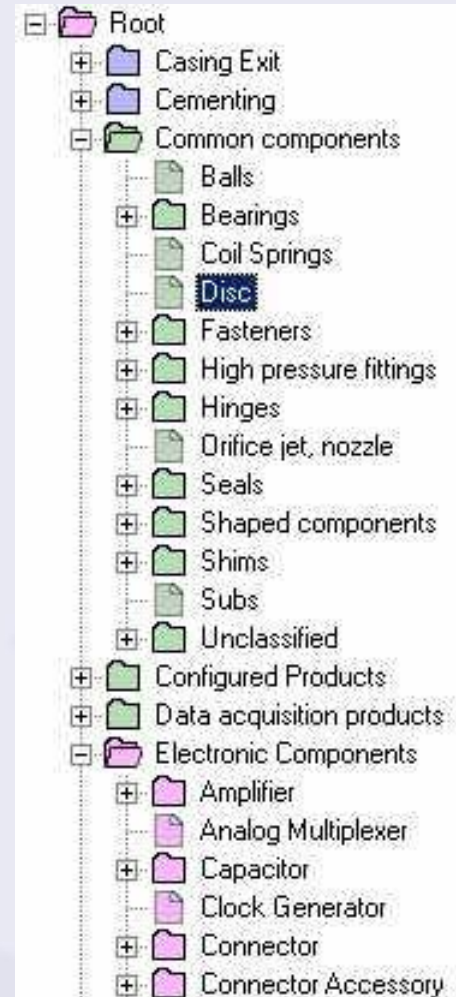 Root
Casing Exit
Cementing
Common components
Balls
Bearings
Coil Springs
Disc
Fasteners
High pressure fittings
Hinges
Orifice jet, nozzle
Seals
Shaped components
Shims
Subs
Unclassified
Configured Products
Data acquisition products
Electronic Components
Amplifier
Analog Multiplexer
Capacitor
Clock Generator
Connector
Connector Accessory